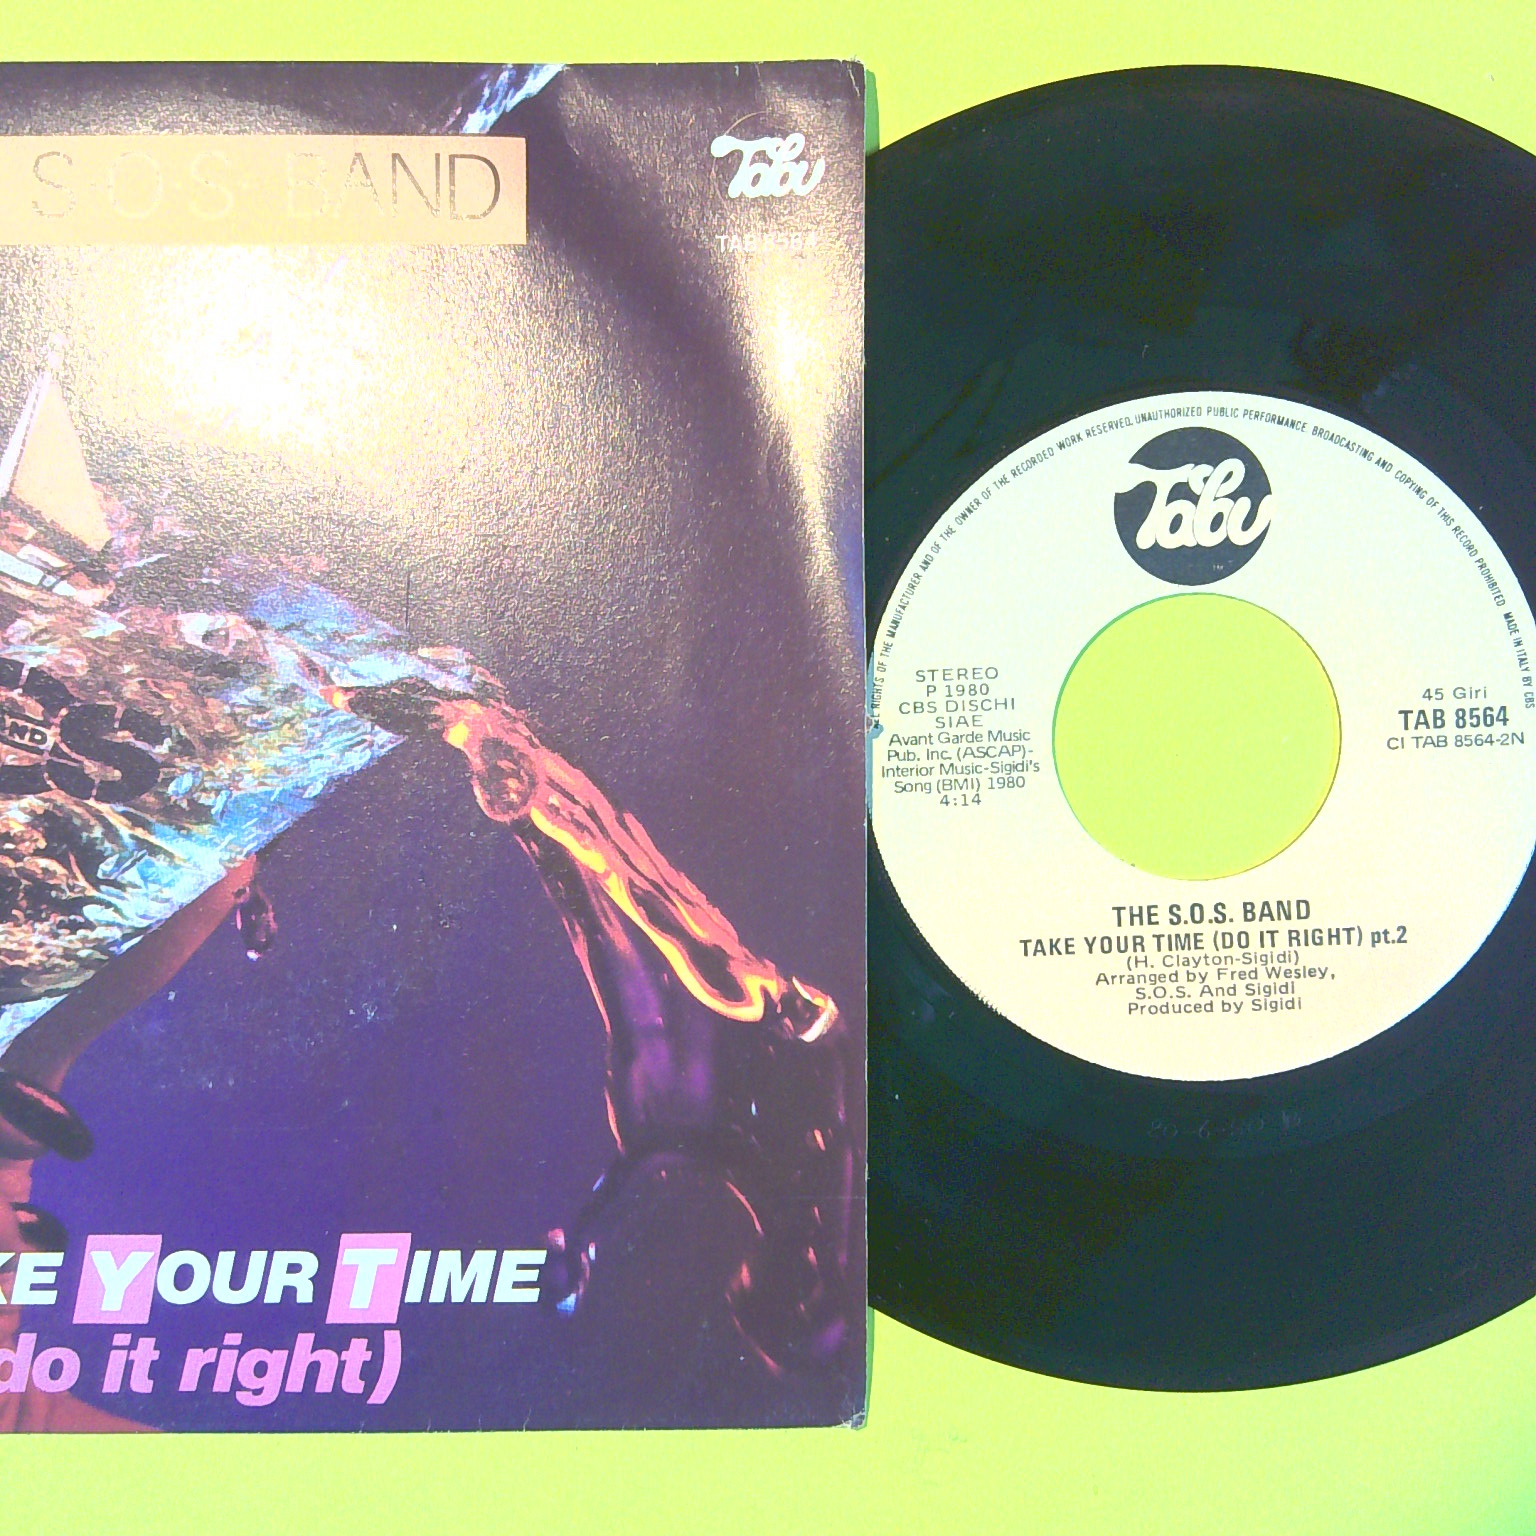 S·O·S· BAND
Tabu
TAB 8564
AND
S
KE YOUR TIME
do it right)
ALL RIGHTS OF THE MANUFACTURER AND OF THE OWNER OF THE RECORDED WORK RESERVED. UNAUTHORIZED PUBLIC PERFORMANCE BROADCASTING AND COPYING OF THIS RECORD PROHIBITED MADE IN ITALY BY CBS
Tabu
STEREO
P 1980
CBS DISCHI
SIAE
Avant Garde Music
Pub. Inc. (ASCAP)-
Interior Music-Sigidi's
Song (BMI) 1980
4:14
45 Giri
TAB 8564
CI TAB 8564-2N
THE S.O.S. BAND
TAKE YOUR TIME (DO IT RIGHT) pt.2
(H. Clayton-Sigidi)
Arranged by Fred Wesley,
S.O.S. And Sigidi
Produced by Sigidi